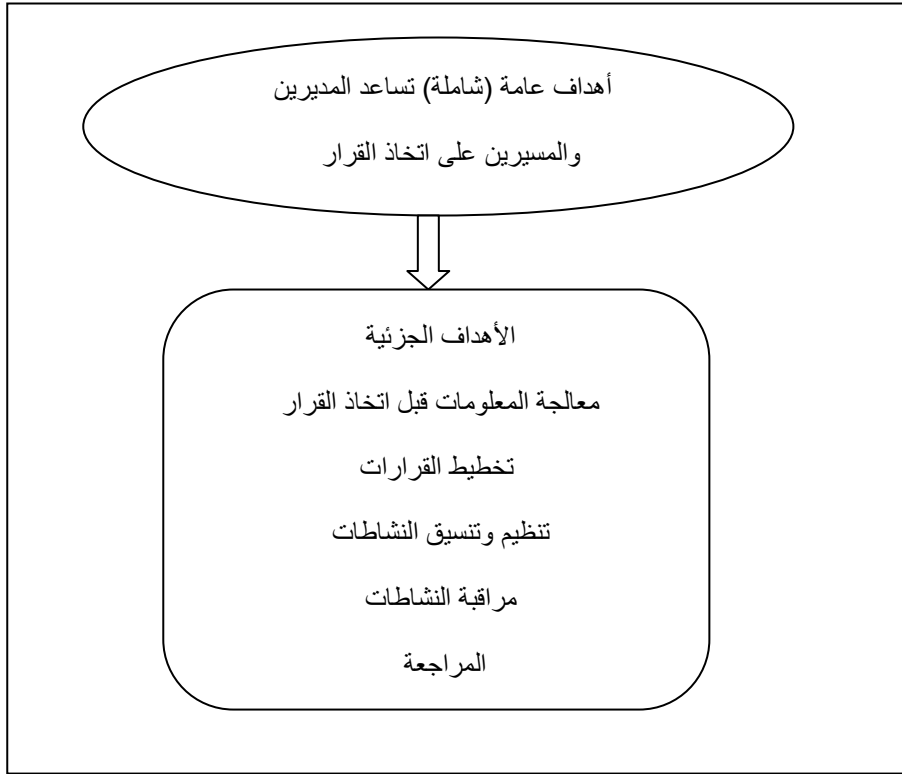 أهداف عامة (شاملة) تساعد المديرين
والمسيرين على اتخاذ القرار
الأهداف الجزئية
معالجة المعلومات قبل اتخاذ القرار
تخطيط القرارات
تنظيم وتنسيق النشاطات
مراقبة النشاطات
المراجعة